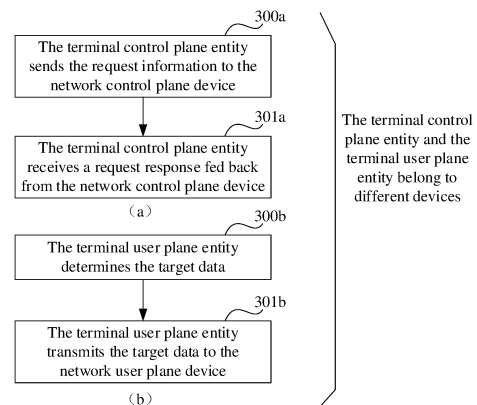 300a
The terminal control plane entity
sends the request information to the
network control plane device
301a
The terminal control plane entity
receives a request response fed back
from the network control plane device
（a）
300b
The terminal user plane entity
determines the target data
301b
The terminal user plane entity
transmits the target data to the
network user plane device
（b）
The terminal control
plane entity and the
terminal user plane
entity belong to
different devices